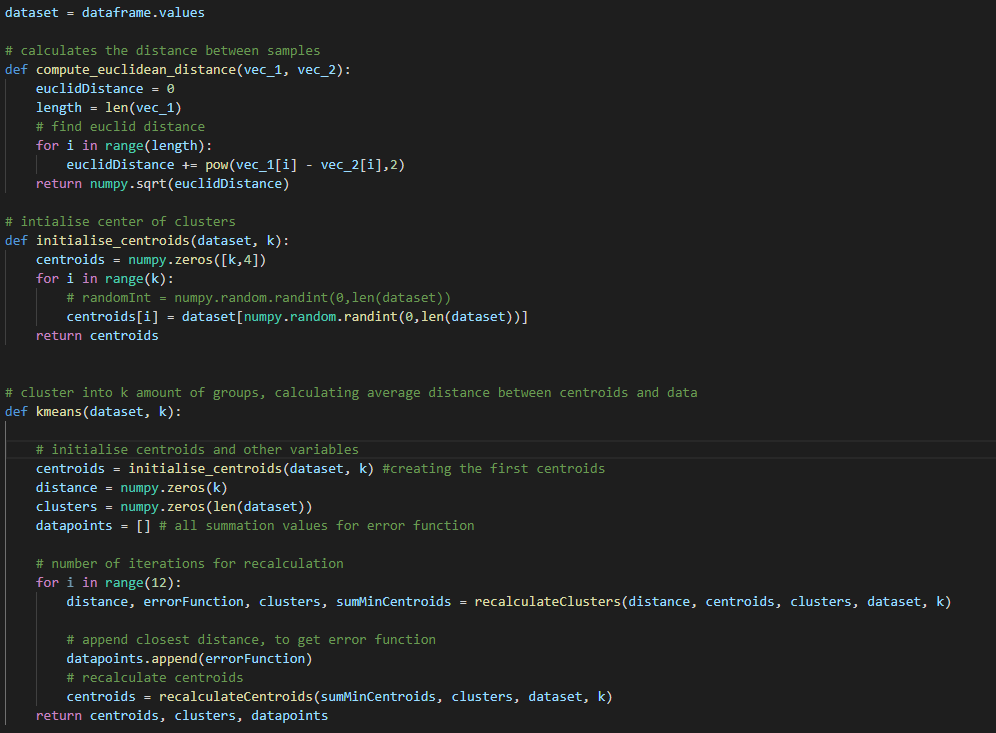 dataset = dataframe.values
# calculates the distance between samples
def compute_euclidean_distance(vec_1, vec_2):
    euclidDistance = 0
    length = len(vec_1)
    # find euclid distance
    for i in range(length):
        euclidDistance += pow(vec_1[i] - vec_2[i],2)
    return numpy.sqrt(euclidDistance)
# intialise center of clusters
def initialise_centroids(dataset, k):
    centroids = numpy.zeros([k,4])
    for i in range(k):
        # randomInt = numpy.random.randint(0,len(dataset))
        centroids[i] = dataset[numpy.random.randint(0,len(dataset))]
    return centroids
# cluster into k amount of groups, calculating average distance between centroids and data
def kmeans(dataset, k):
    # initialise centroids and other variables
    centroids = initialise_centroids(dataset, k) #creating the first centroids
    distance = numpy.zeros(k)
    clusters = numpy.zeros(len(dataset))
    datapoints = [] # all summation values for error function
    # number of iterations for recalculation
    for i in range(12):
        distance, errorFunction, clusters, sumMinCentroids = recalculateClusters(distance, centroids, clusters, dataset, k)
        # append closest distance, to get error function
        datapoints.append(errorFunction)
        # recalculate centroids
        centroids = recalculateCentroids(sumMinCentroids, clusters, dataset, k)
    return centroids, clusters, datapoints